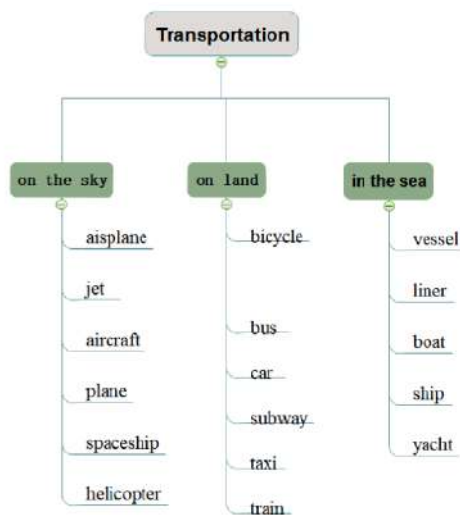 Transportation
on the sky
aisplane
jet
aircraft
plane
spaceship
helicopter
on land
bicycle
bus
car
subway
taxi
train
in the sea
vessel
liner
boat
ship
yacht